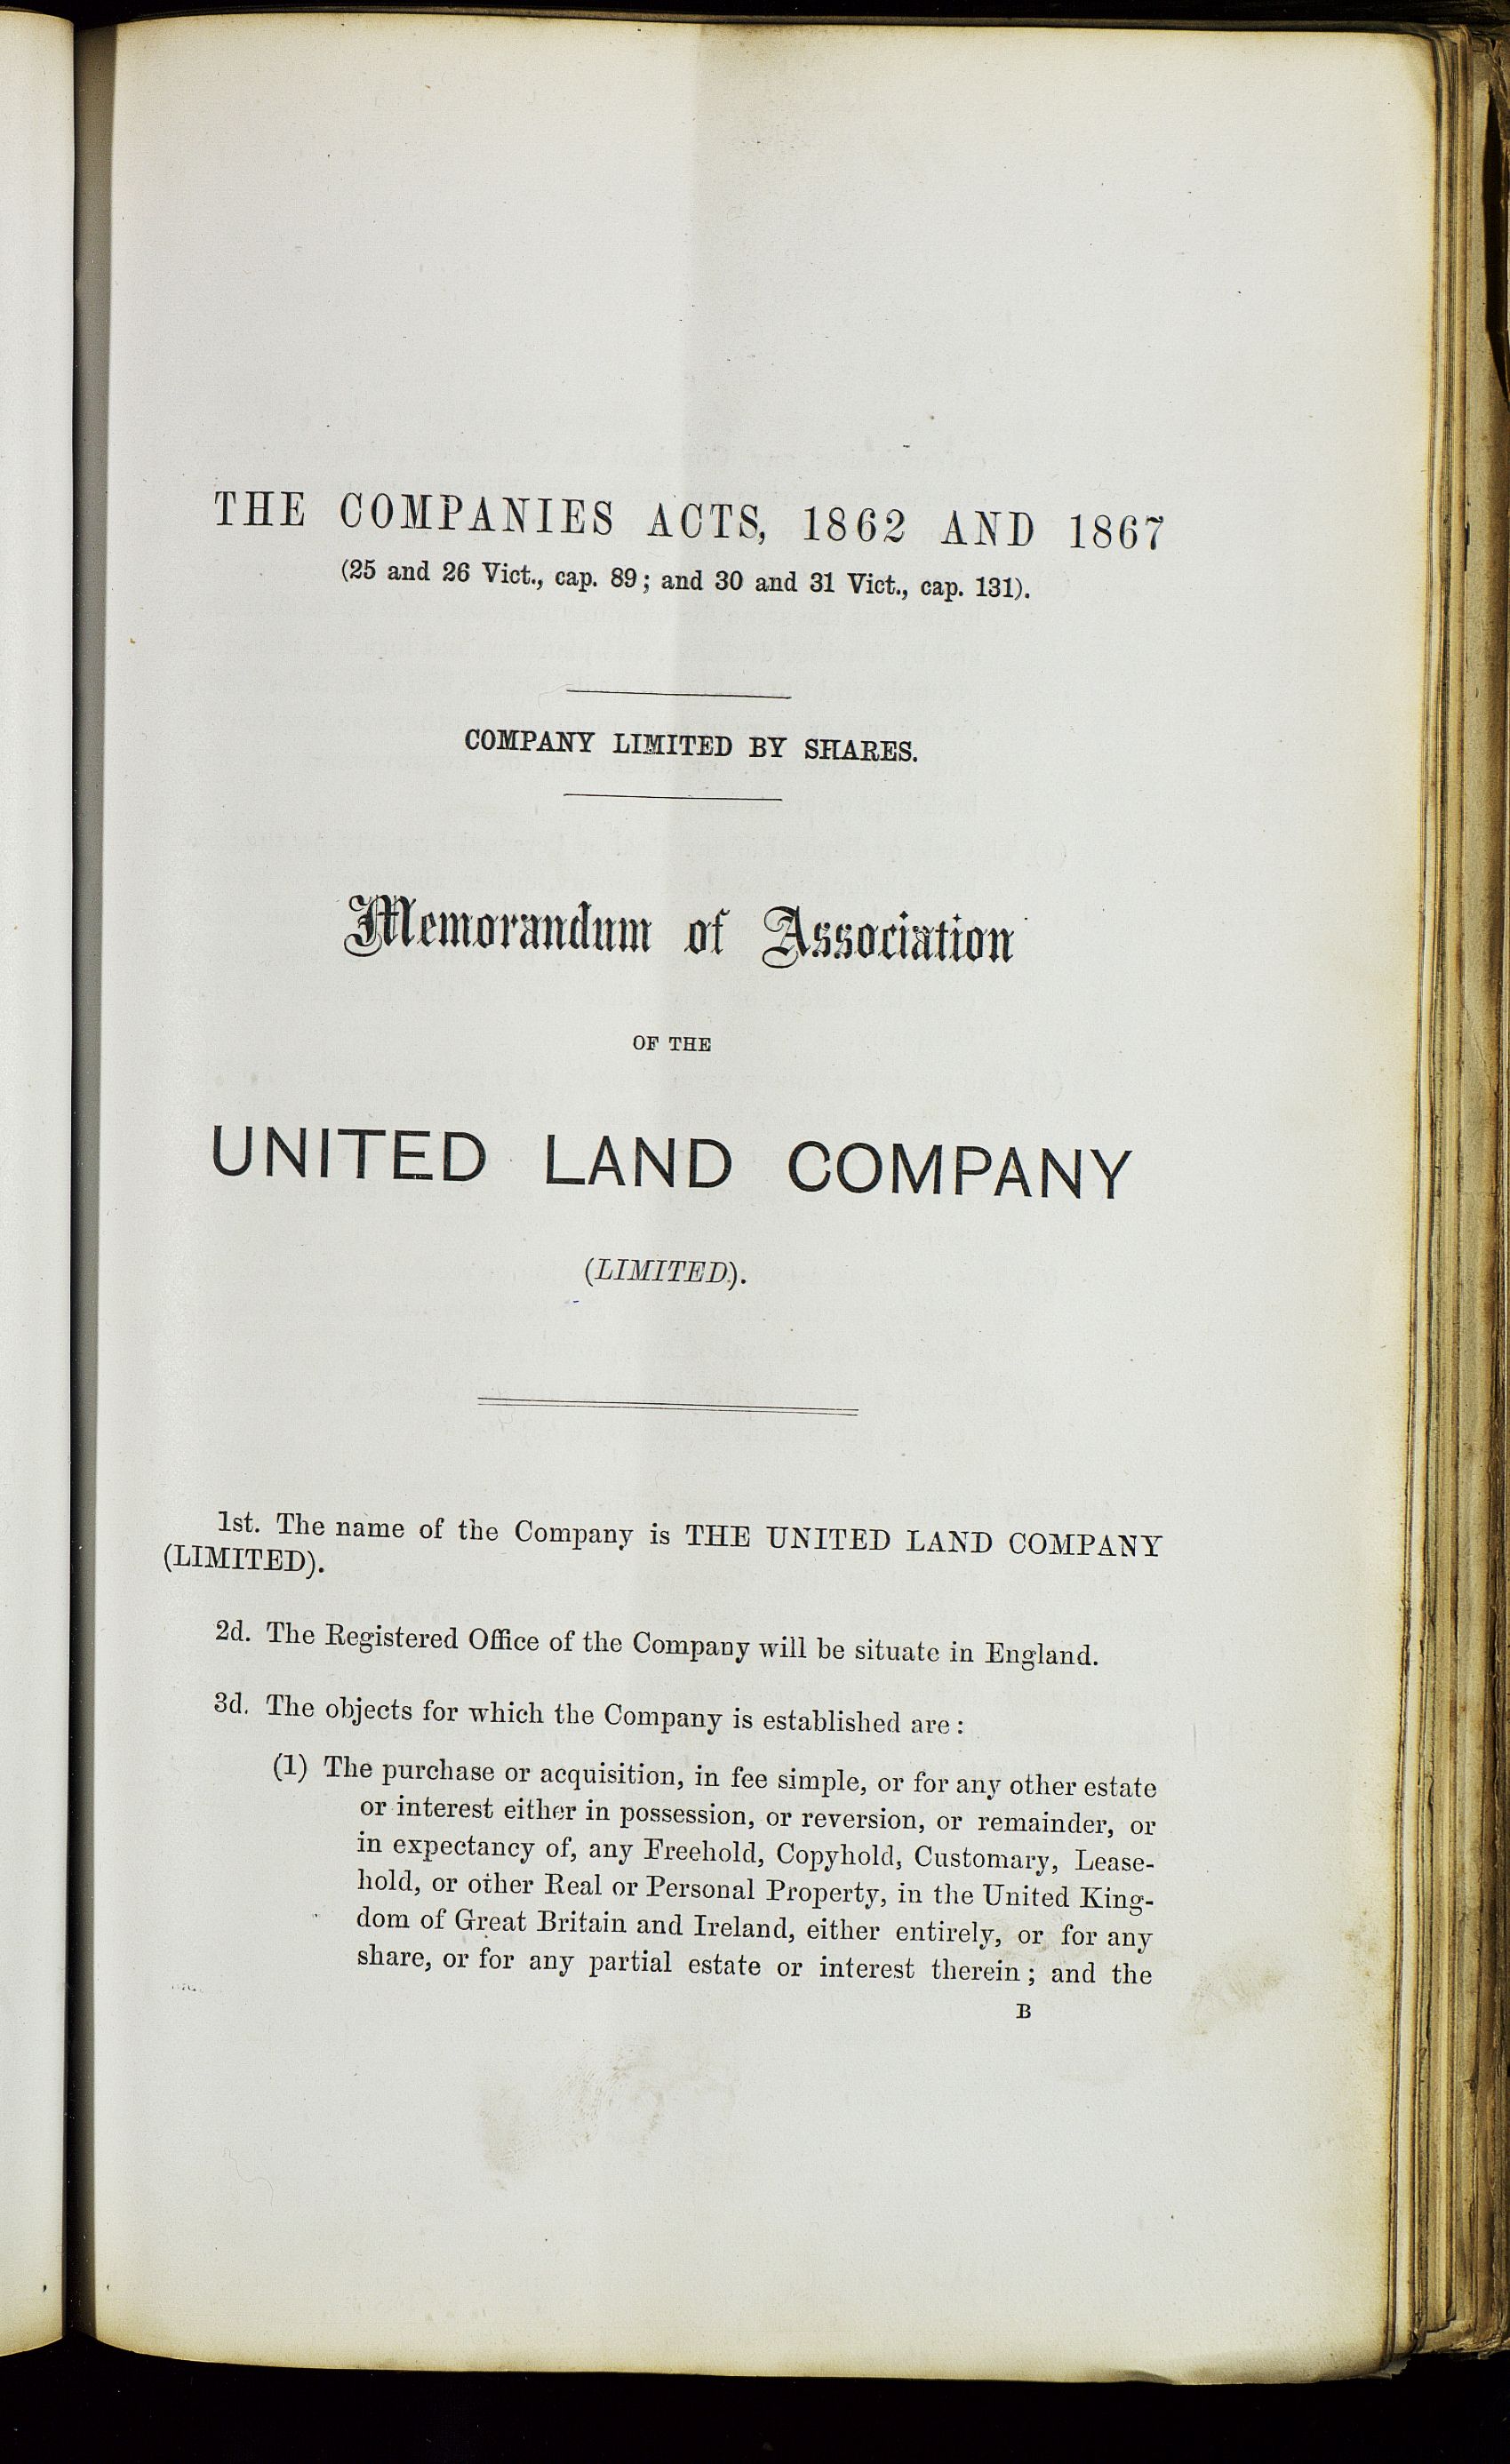 THE COMPANIES ACTS, 1862 AND 1867
(25 and 26 Vict., cap. 89; and 30 and 31 Vict., cap. 131).
COMPANY LIMITED BY SHARES.
Memorandum of Association
OF THE
UNITED LAND COMPANY
(LIMITED).
1st. The name of the Company is THE UNITED LAND COMPANY
(LIMITED).
2d. The Registered Office of the Company will be situate in England.
3d. The objects for which the Company is established are:
(1) The purchase or acquisition, in fee simple, or for any other estate
or interest either in possession, or reversion, or remainder, or
in expectancy of, any Freehold, Copyhold, Customary, Lease-
hold, or other Real or Personal Property, in the United King-
dom of Great Britain and Ireland, either entirely, or for any
share, or for any partial estate or interest therein; and the
B